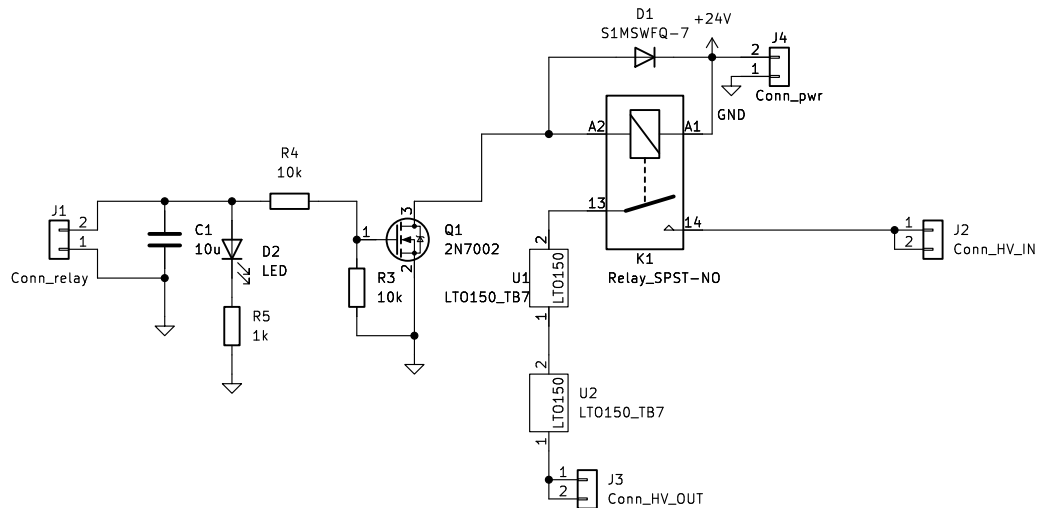 D1
S1MSWFQ-7
+24V
J4
2
1
Conn_pwr
GND
A2
A1
R4
10k
J1
2
1
Conn_relay
C1
10u
D2
LED
R5
1k
1
3
2
Q1
2N7002
R3
10k
13
14
K1
Relay_SPST-NO
1
2
J2
Conn_HV_IN
2
LTO150
U1
LTO150_TB7
1
2
LTO150
U2
LTO150_TB7
1
1
2
J3
Conn_HV_OUT